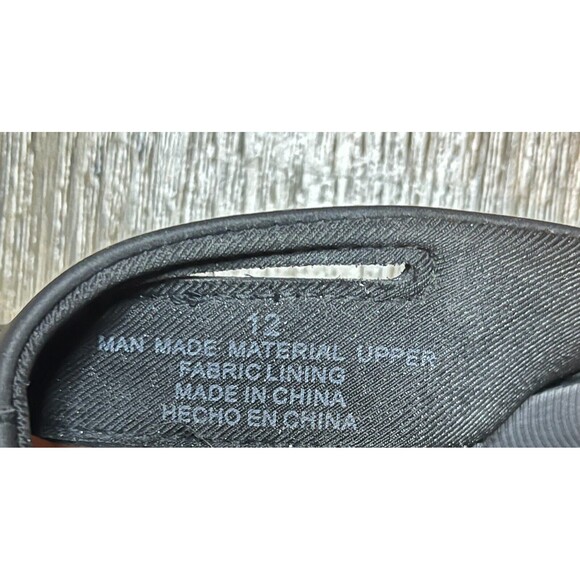 12
MAN MADE MATERIAL UPPER
FABRIC LINING
MADE IN CHINA
HECHO EN CHINA